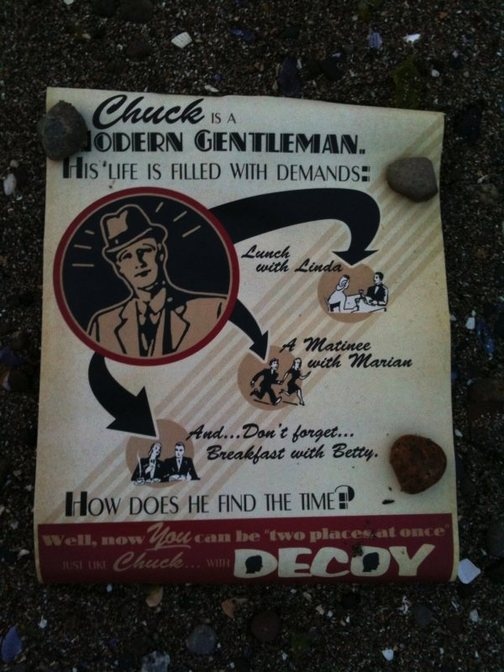 Chuck IS A
MODERN GENTLEMAN.
HIS LIFE IS FILLED WITH DEMANDS:
Lunch
with Linda
A Matinee
with Marian
And...Don't forget...
Breakfast with Betty.
HOW DOES HE FIND THE TIME?
Well, now You can be "two places at once"
JUST LIKE Chuck... WITH DECOY